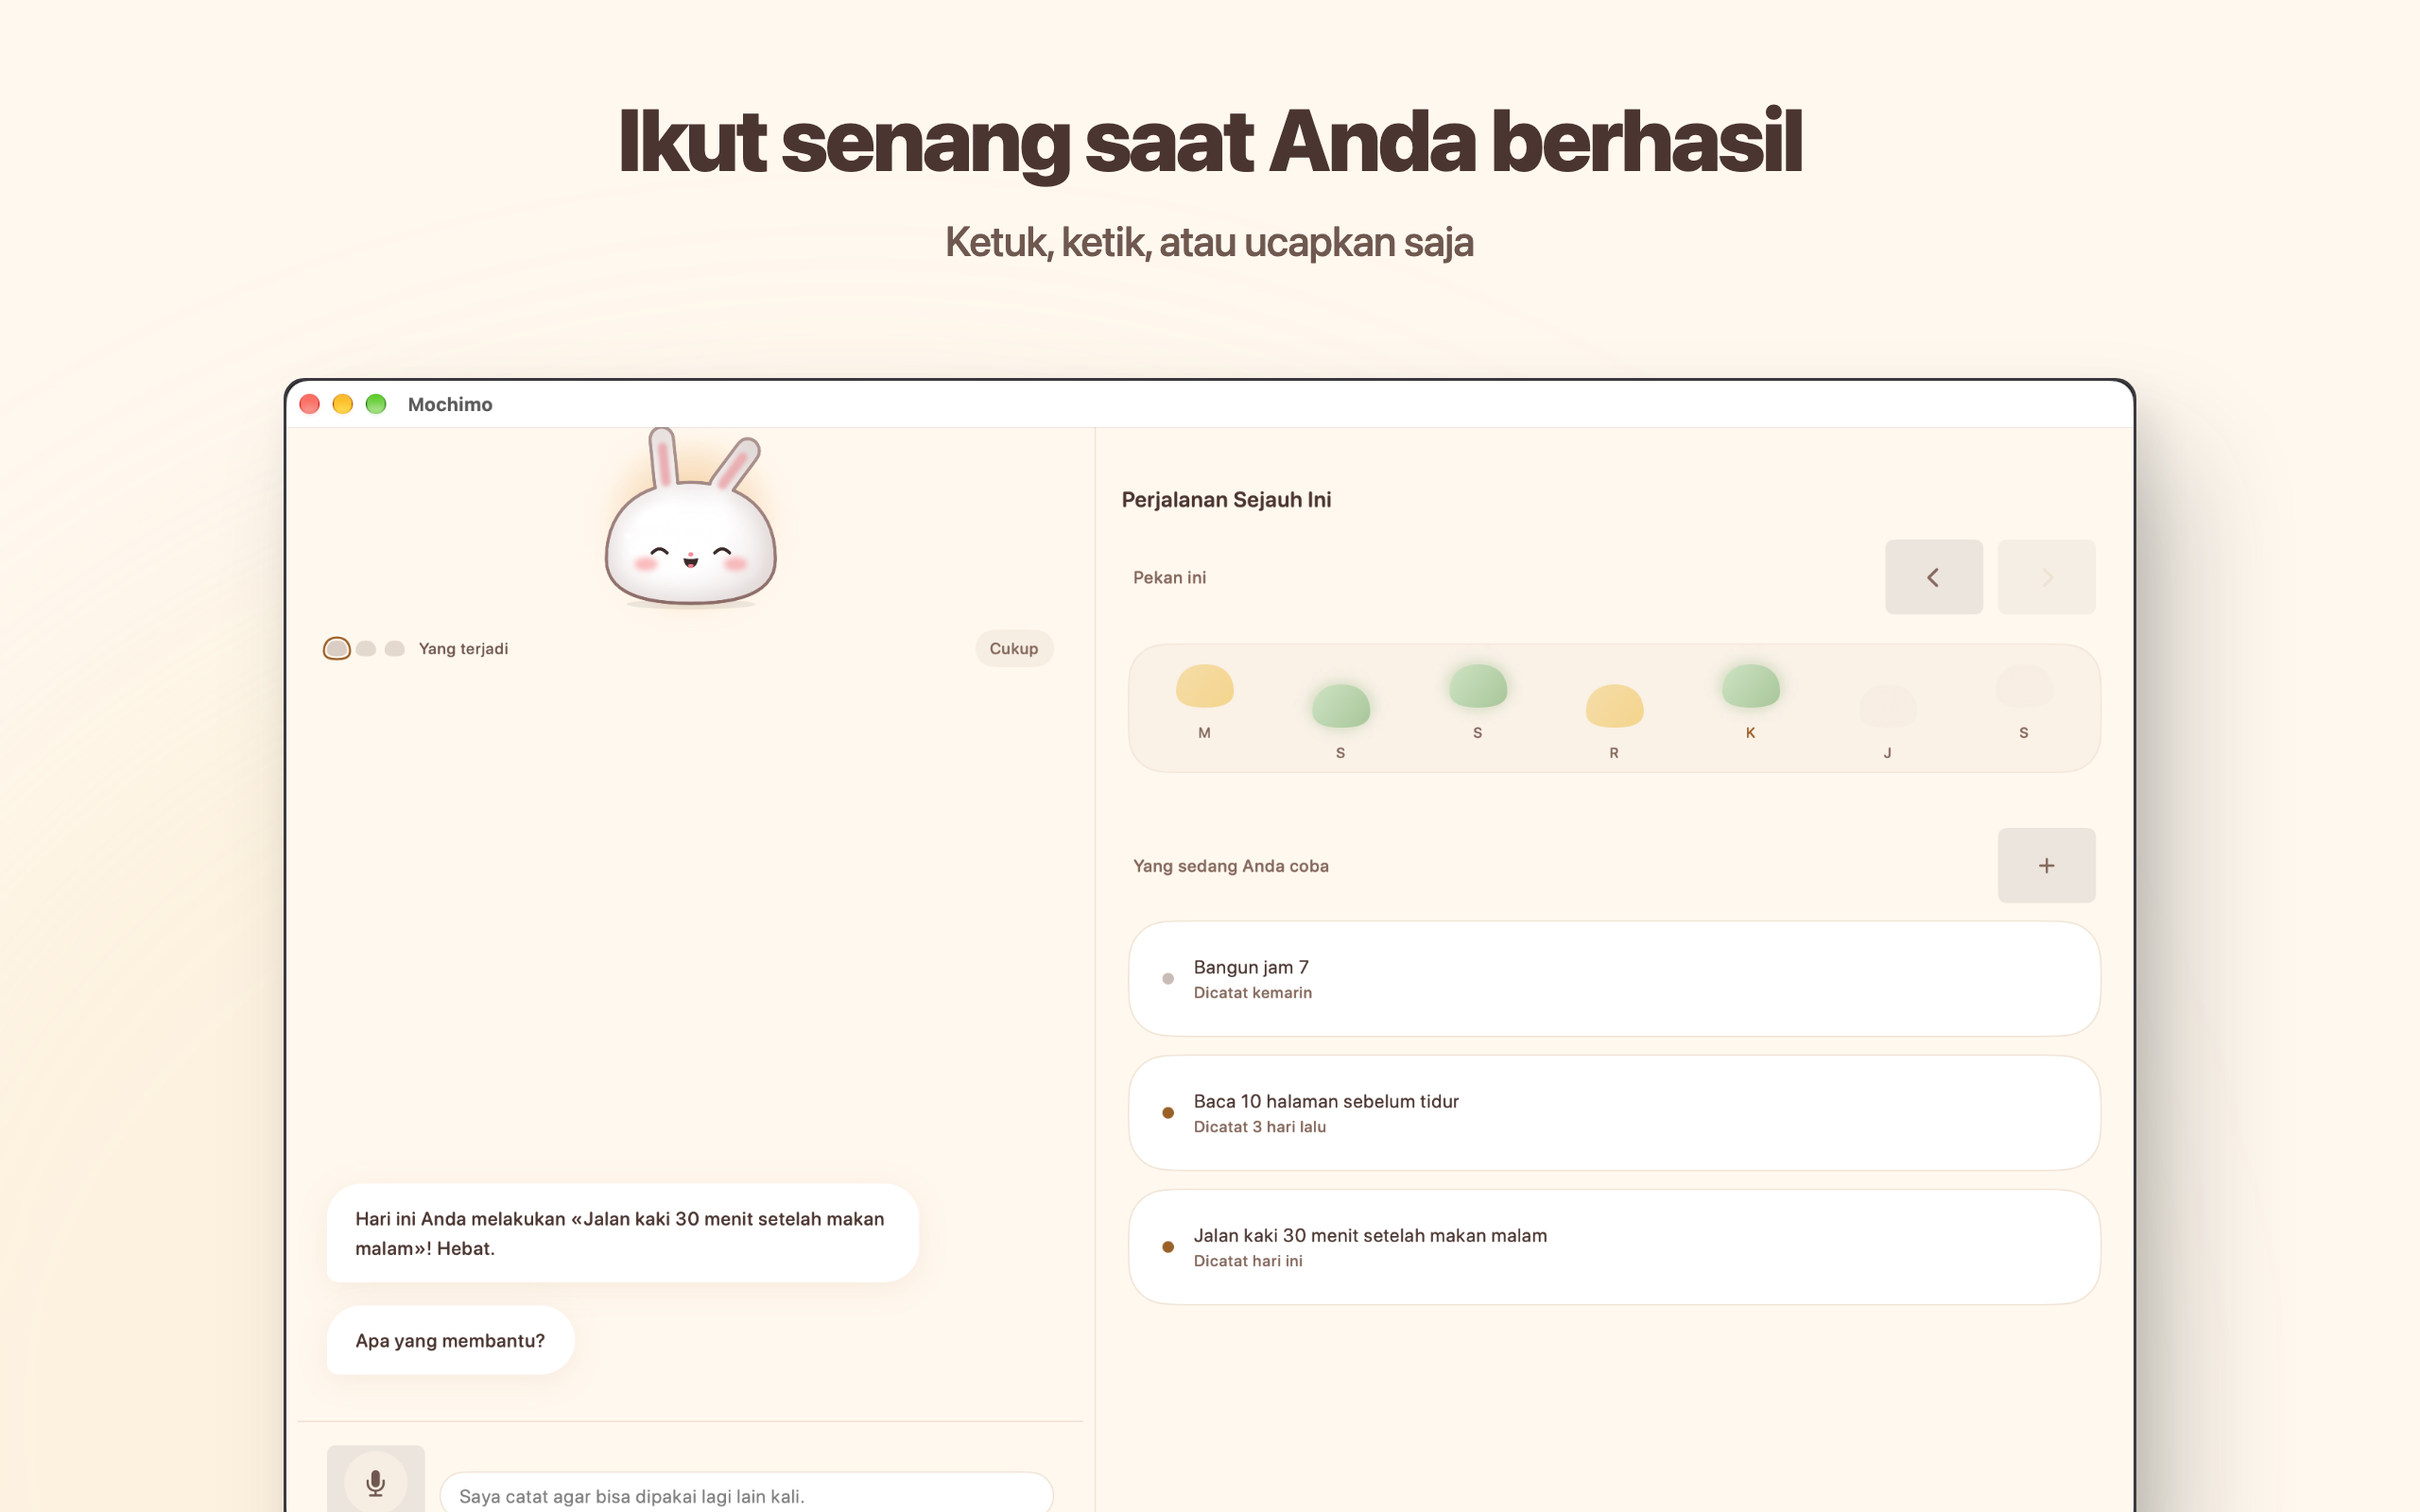 Ikut senang saat Anda berhasil
Ketuk, ketik, atau ucapkan saja
Mochimo
Yang terjadi
Cukup
Hari ini Anda melakukan «Jalan kaki 30 menit setelah makan
malam»! Hebat.
Apa yang membantu?
Saya catat agar bisa dipakai lagi lain kali.
Perjalanan Sejauh Ini
Pekan ini
M S S R K J S
Yang sedang Anda coba
Bangun jam 7
Dicatat kemarin
Baca 10 halaman sebelum tidur
Dicatat 3 hari lalu
Jalan kaki 30 menit setelah makan malam
Dicatat hari ini